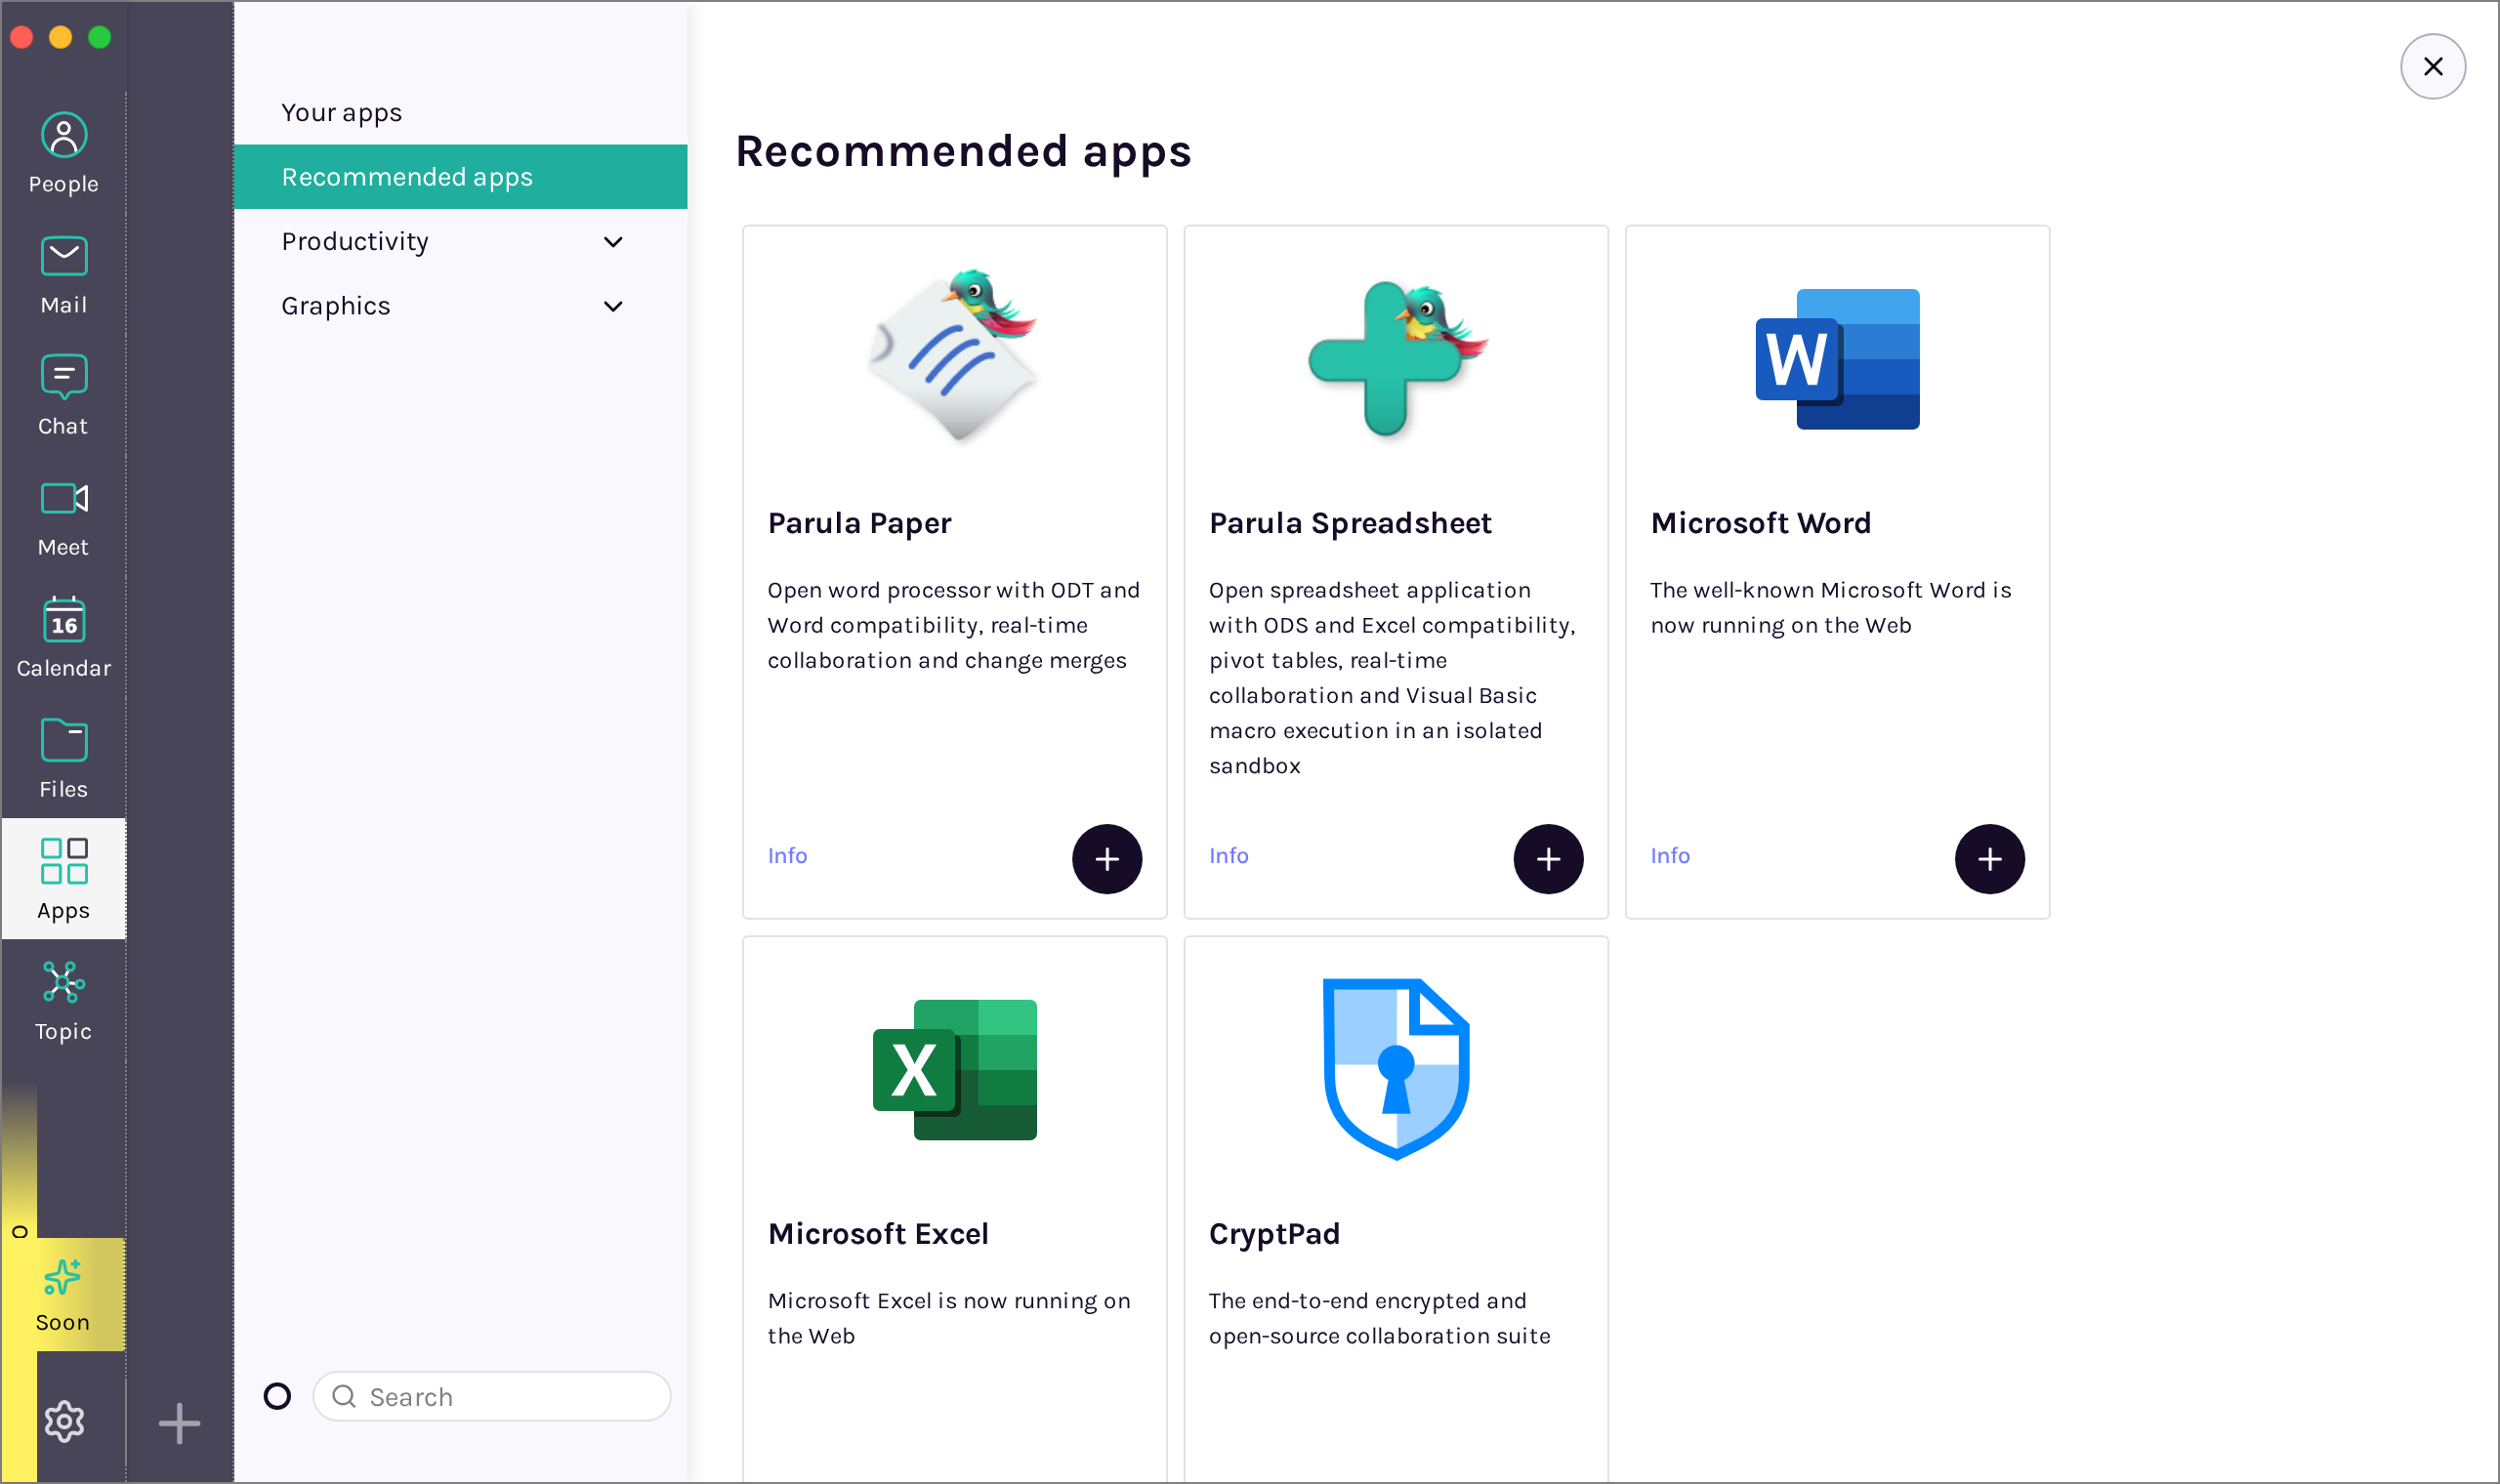 People
Mail
Chat
Meet
16
Calendar
Files
Apps
Topic
Soon
Your apps
Recommended apps
Productivity
Graphics
Search
Recommended apps
Parula Paper
Open word processor with ODT and
Word compatibility, real-time
collaboration and change merges
Info
Parula Spreadsheet
Open spreadsheet application
with ODS and Excel compatibility,
pivot tables, real-time
collaboration and Visual Basic
macro execution in an isolated
sandbox
Info
W
Microsoft Word
The well-known Microsoft Word is
now running on the Web
Info
X
Microsoft Excel
Microsoft Excel is now running on
the Web
CryptPad
The end-to-end encrypted and
open-source collaboration suite